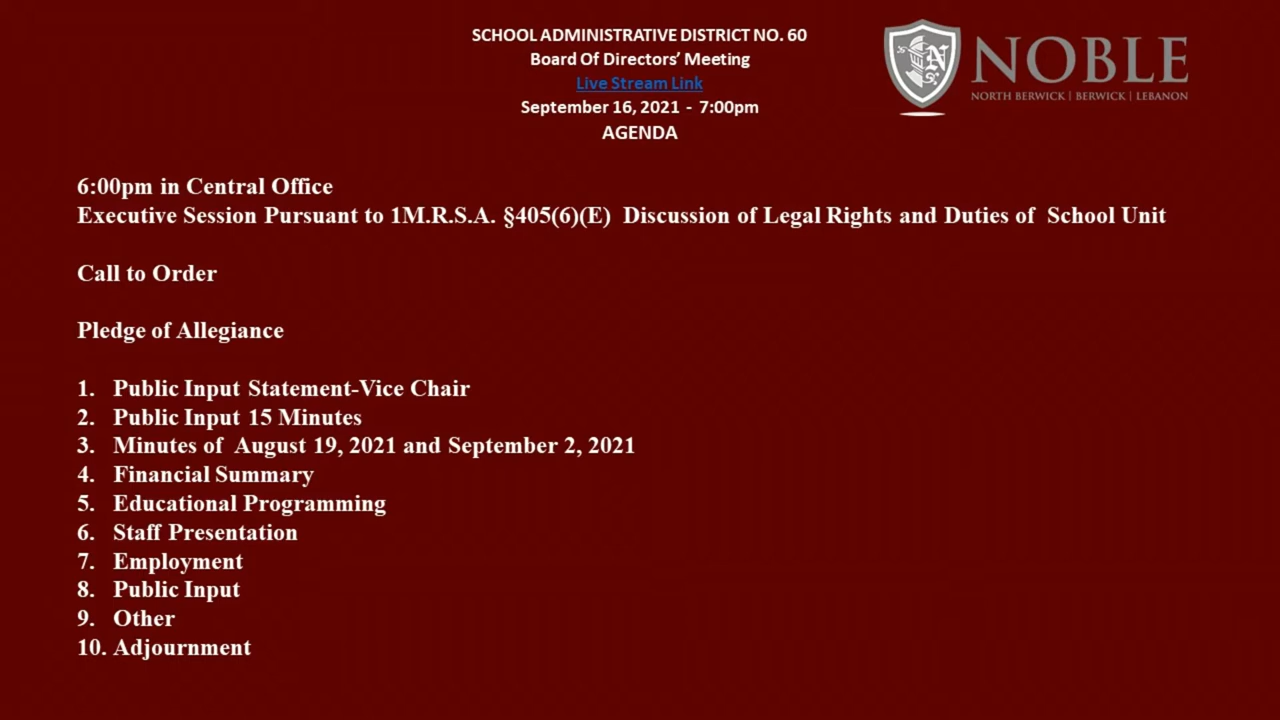 SCHOOL ADMINISTRATIVE DISTRICT NO. 60
Board Of Directors' Meeting
Live Stream Link
September 16, 2021 - 7:00pm
AGENDA
NOBLE
NORTH BERWICK | BERWICK | LEBANON
6:00pm in Central Office
Executive Session Pursuant to 1M.R.S.A. §405(6)(E) Discussion of Legal Rights and Duties of School Unit
Call to Order
Pledge of Allegiance
1. Public Input Statement-Vice Chair
2. Public Input 15 Minutes
3. Minutes of August 19, 2021 and September 2, 2021
4. Financial Summary
5. Educational Programming
6. Staff Presentation
7. Employment
8. Public Input
9. Other
10. Adjournment